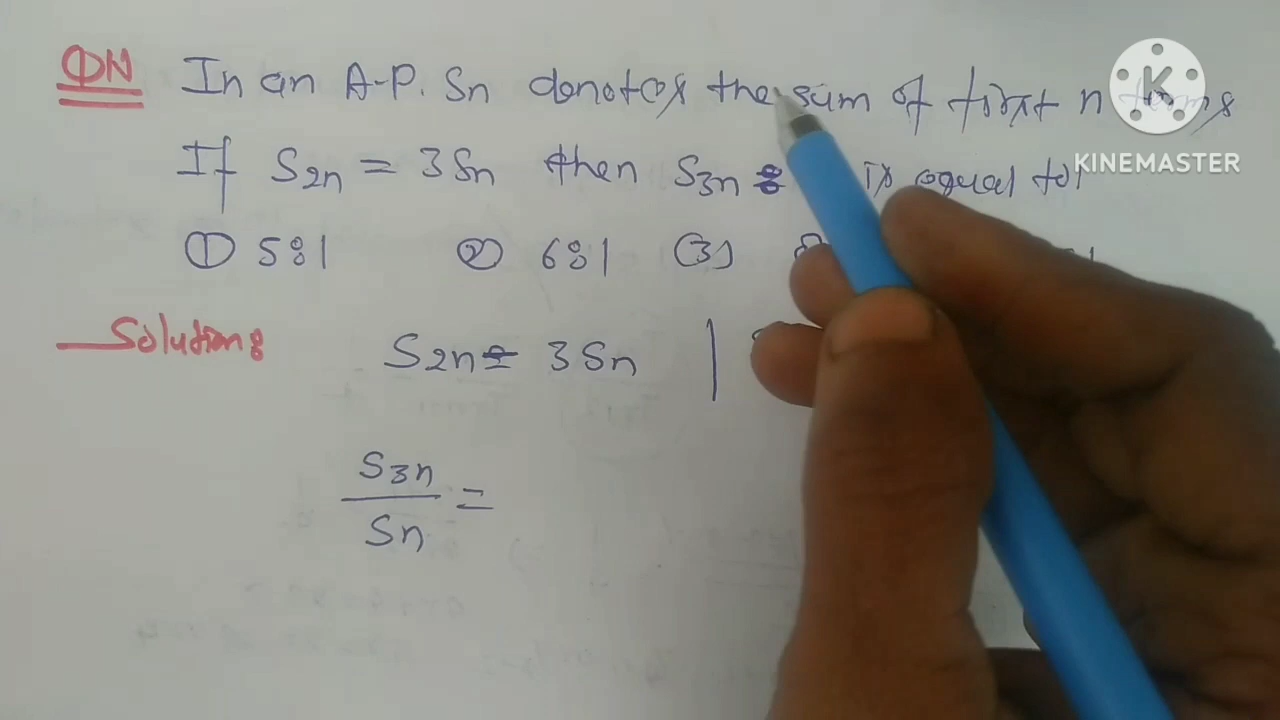 QN In an A-P. Sn denotes the sum of first n terms
If S2n = 3Sn then S3n : is equal to
① 5:1 ② 6:1 (3)
Solution: S2n = 3Sn |
S3n
Sn =
K
KINEMASTER